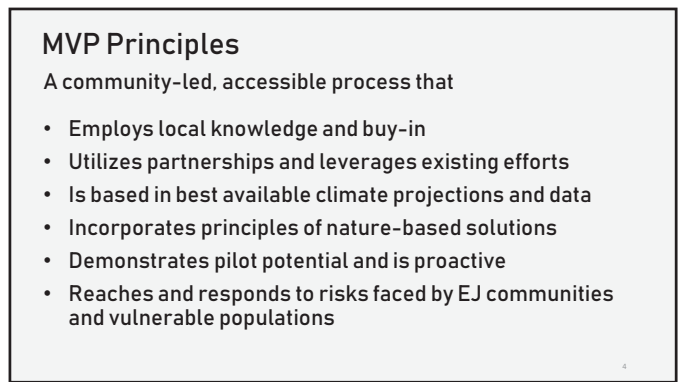 MVP Principles
A community-led, accessible process that
• Employs local knowledge and buy-in
• Utilizes partnerships and leverages existing efforts
• Is based in best available climate projections and data
• Incorporates principles of nature-based solutions
• Demonstrates pilot potential and is proactive
• Reaches and responds to risks faced by EJ communities
and vulnerable populations
4